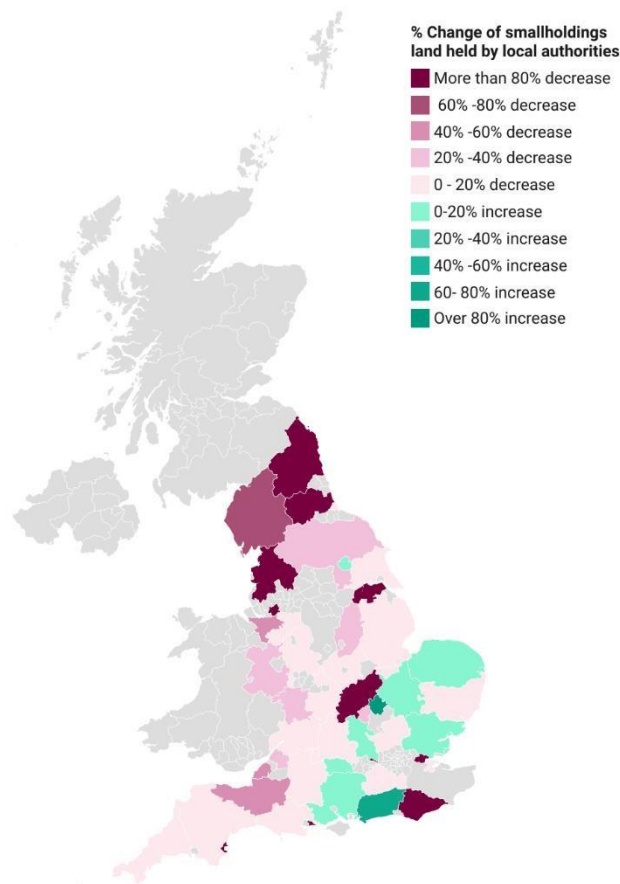 % Change of smallholdings
land held by local authorities
More than 80% decrease
60% -80% decrease
40% -60% decrease
20% -40% decrease
0 - 20% decrease
0-20% increase
20% -40% increase
40% -60% increase
60- 80% increase
Over 80% increase